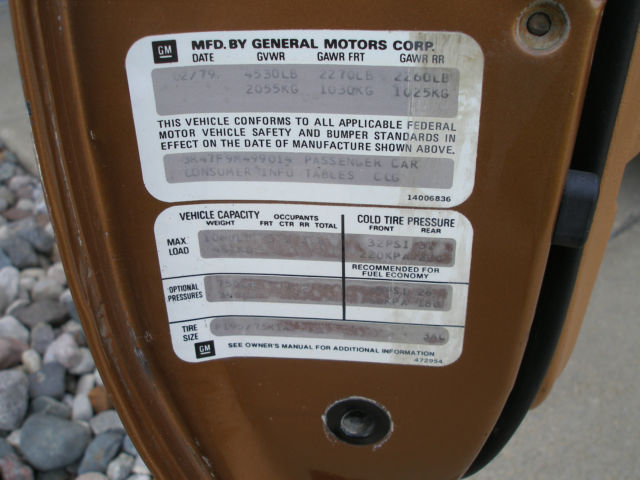 GM MFD. BY GENERAL MOTORS CORP.
DATE GVWR GAWR FRT GAWR RR
02/79. 4530LB 2270LB 2260LB
2055KG 1030KG 1025KG
THIS VEHICLE CONFORMS TO ALL APPLICABLE FEDERAL
MOTOR VEHICLE SAFETY AND BUMPER STANDARDS IN
EFFECT ON THE DATE OF MANUFACTURE SHOWN ABOVE.
PASSENGER CAR
CONSUMER INFO TABLES CLG
14006836
VEHICLE CAPACITY OCCUPANTS COLD TIRE PRESSURE
WEIGHT FRT CTR RR TOTAL FRONT REAR
MAX. LOAD
32PSI
RECOMMENDED FOR
FUEL ECONOMY
OPTIONAL PRESSURES
TIRE SIZE
GM SEE OWNER'S MANUAL FOR ADDITIONAL INFORMATION
472954